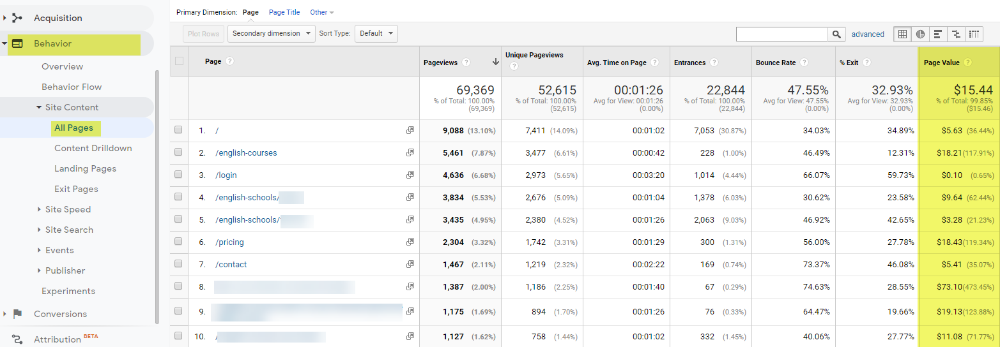 Acquisition
Behavior
Overview
Behavior Flow
Site Content
All Pages
Content Drilldown
Landing Pages
Exit Pages
Site Speed
Site Search
Events
Publisher
Experiments
Conversions
Attribution BETA
Primary Dimension: Page Page Title Other
Plot Rows Secondary dimension Sort Type: Default advanced
Page ? Pageviews ? Unique Pageviews ? Avg. Time on Page ? Entrances ? Bounce Rate ? % Exit ? Page Value ?
69,369 52,615 00:01:26 22,844 47.55% 32.93% $15.44
% of Total: 100.00% % of Total: 100.00% Avg for View: 00:01:26 % of Total: 100.00% Avg for View: 47.55% Avg for View: 32.93% % of Total: 99.85%
(69,369) (52,615) (0.00%) (22,844) (0.00%) (0.00%) ($15.46)
1. / 9,088 (13.10%) 7,411 (14.09%) 00:01:02 7,053 (30.87%) 34.03% 34.89% $5.63 (36.44%)
2. /english-courses 5,461 (7.87%) 3,477 (6.61%) 00:00:42 228 (1.00%) 46.49% 12.31% $18.21(117.91%)
3. /login 4,636 (6.68%) 2,973 (5.65%) 00:03:20 1,014 (4.44%) 66.07% 59.73% $0.10 (0.65%)
4. /english-schools/ 3,834 (5.53%) 2,676 (5.09%) 00:01:04 1,378 (6.03%) 30.62% 23.58% $9.64 (62.44%)
5. /english-schools/ 3,435 (4.95%) 2,380 (4.52%) 00:01:26 2,063 (9.03%) 46.92% 42.65% $3.28 (21.23%)
6. /pricing 2,304 (3.32%) 1,742 (3.31%) 00:01:29 300 (1.31%) 56.00% 27.78% $18.43(119.34%)
7. /contact 1,467 (2.11%) 1,219 (2.32%) 00:02:22 169 (0.74%) 73.37% 46.08% $5.41 (35.07%)
8. 1,387 (2.00%) 1,186 (2.25%) 00:01:40 67 (0.29%) 74.63% 28.55% $73.10(473.45%)
9. 1,175 (1.69%) 894 (1.70%) 00:01:26 76 (0.33%) 64.47% 19.66% $19.13(123.88%)
10. / 1,127 (1.62%) 758 (1.44%) 00:01:02 332 (1.45%) 40.06% 27.77% $11.08 (71.77%)